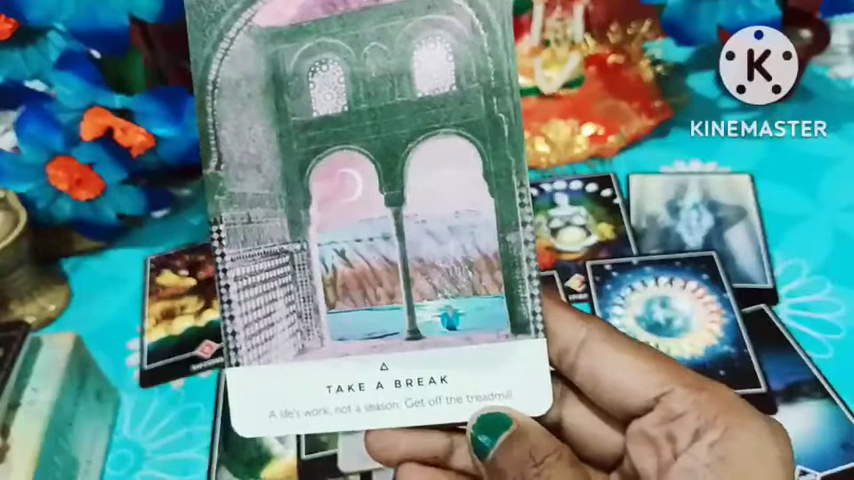 KINEMASTER
TAKE A BREAK
A life's work, not a season. Get off the treadmill.